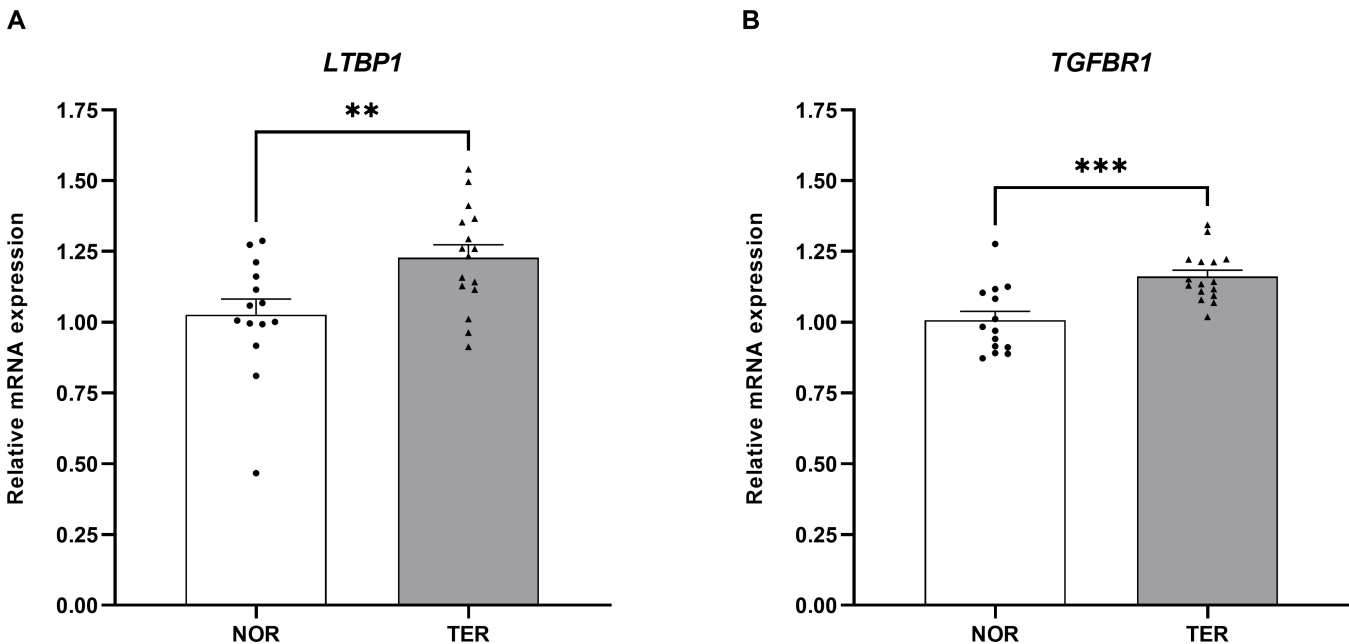 A
LTBP1
Relative mRNA expression
1.75
1.50
1.25
1.00
0.75
0.50
0.25
0.00
**
NOR TER
B
TGFBR1
Relative mRNA expression
1.75
1.50
1.25
1.00
0.75
0.50
0.25
0.00
***
NOR TER